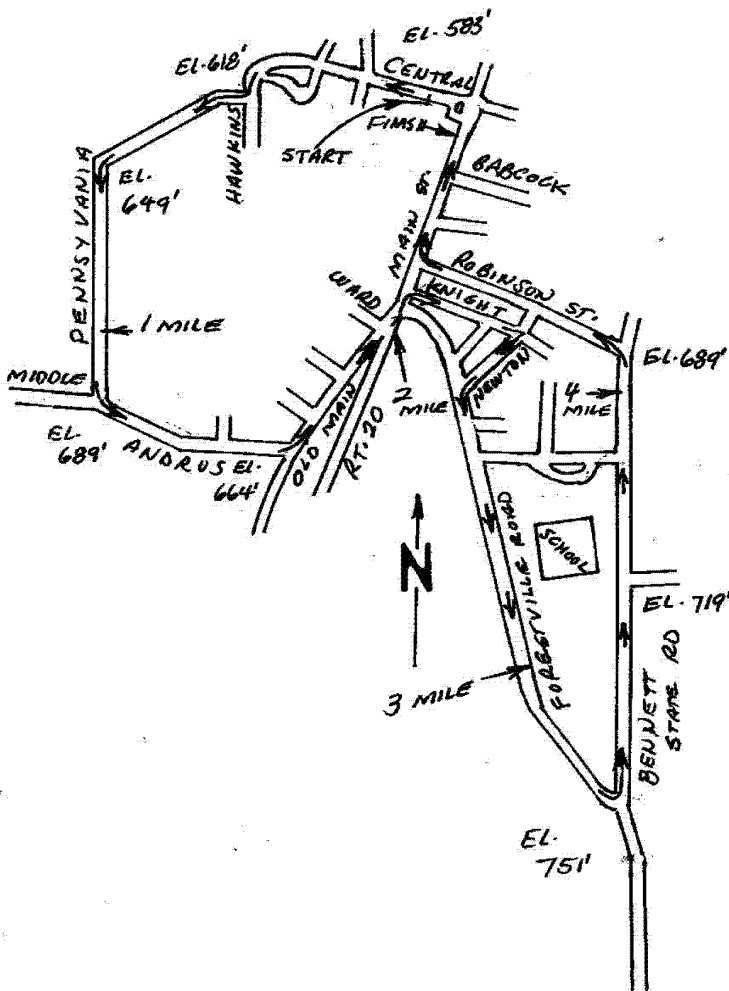 EL. 583'
EL. 618'
CENTRAL
FINISH
START
HAWKINS
BABCOCK
EL.
649'
PENNSYVANIA
MAIN ST.
ROBINSON ST.
WARD
KNIGHT
1 MILE
EL. 689'
MIDDLE
2
MILE
NEWTON
4
MILE
OLD MAIN
RT. 20
EL.
689'
ANDRUS
EL.
664'
N
SCHOOL
FORESTVILLE ROAD
EL. 719'
3 MILE
BENNETT
STATE RD
EL.
751'